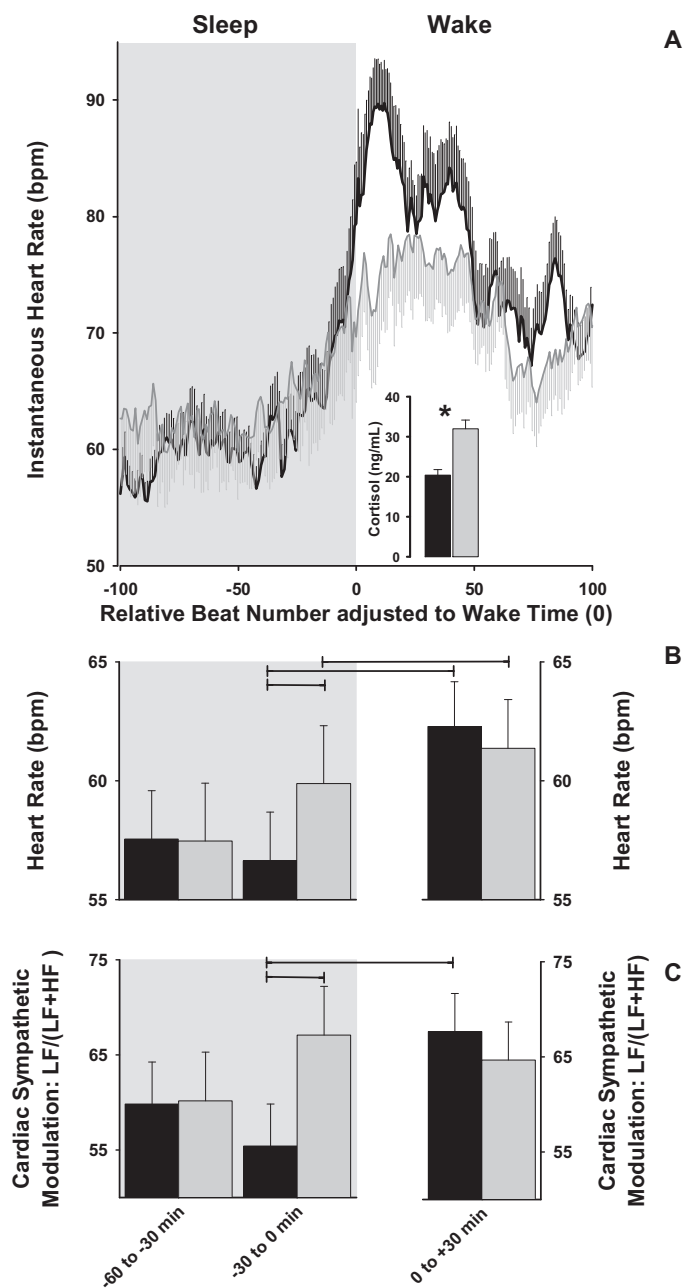 Sleep Wake
A
Instantaneous Heart Rate (bpm)
90
80
70
60
50
-100 -50 0 50 100
Relative Beat Number adjusted to Wake Time (0)
Cortisol (ng/mL)
40
30
20
10
0
*
B
Heart Rate (bpm)
65
60
55
65
60
55
Heart Rate (bpm)
C
Cardiac Sympathetic
Modulation: LF/(LF+HF )
75
65
55
75
65
55
Cardiac Sympathetic
Modulation: LF/(LF+HF)
-60 to -30 min
-30 to 0 min
0 to +30 min